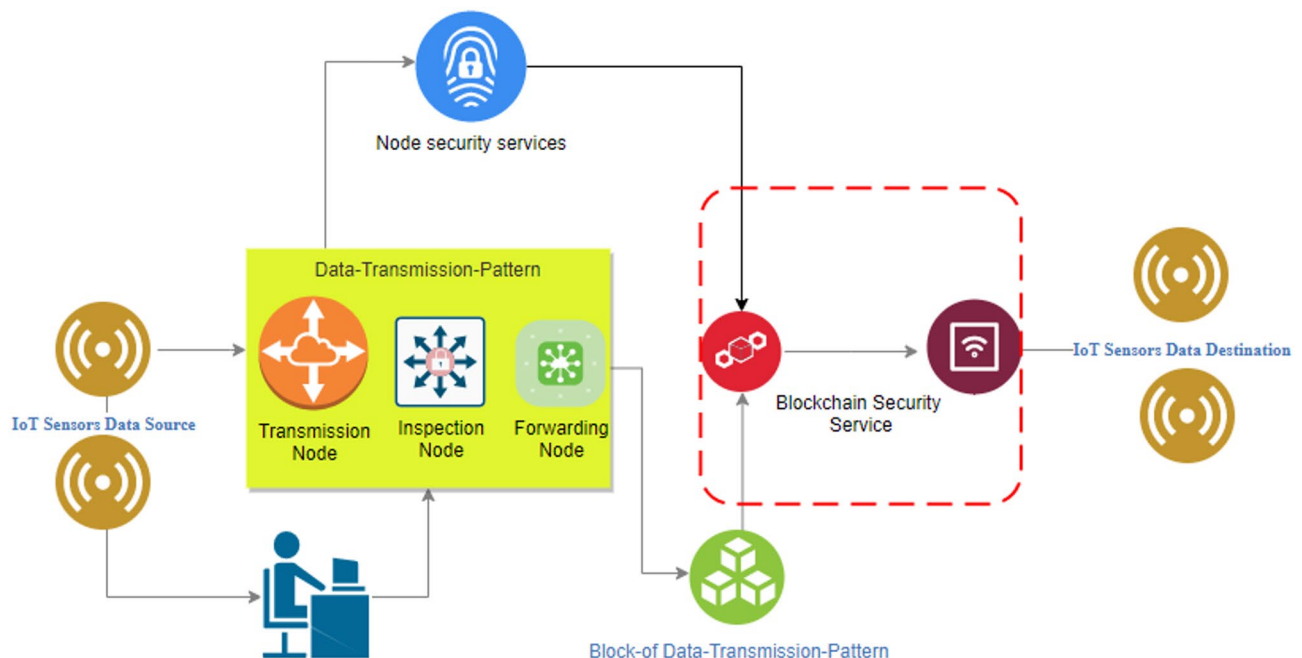 Node security services
Data-Transmission-Pattern
Transmission
Node
Inspection
Node
Forwarding
Node
IoT Sensors Data Source
Blockchain Security
Service
IoT Sensors Data Destination
Block-of Data-Transmission-Pattern